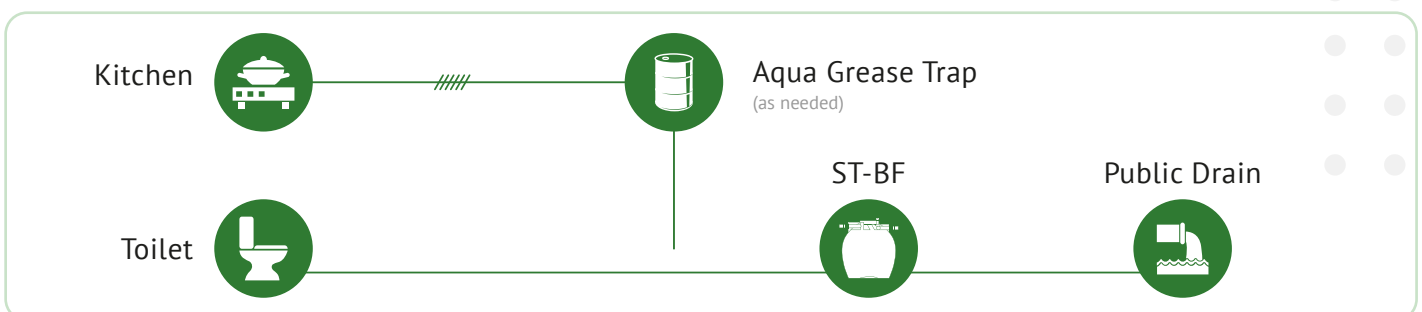 Kitchen
Aqua Grease Trap
(as needed)
ST-BF
Public Drain
Toilet